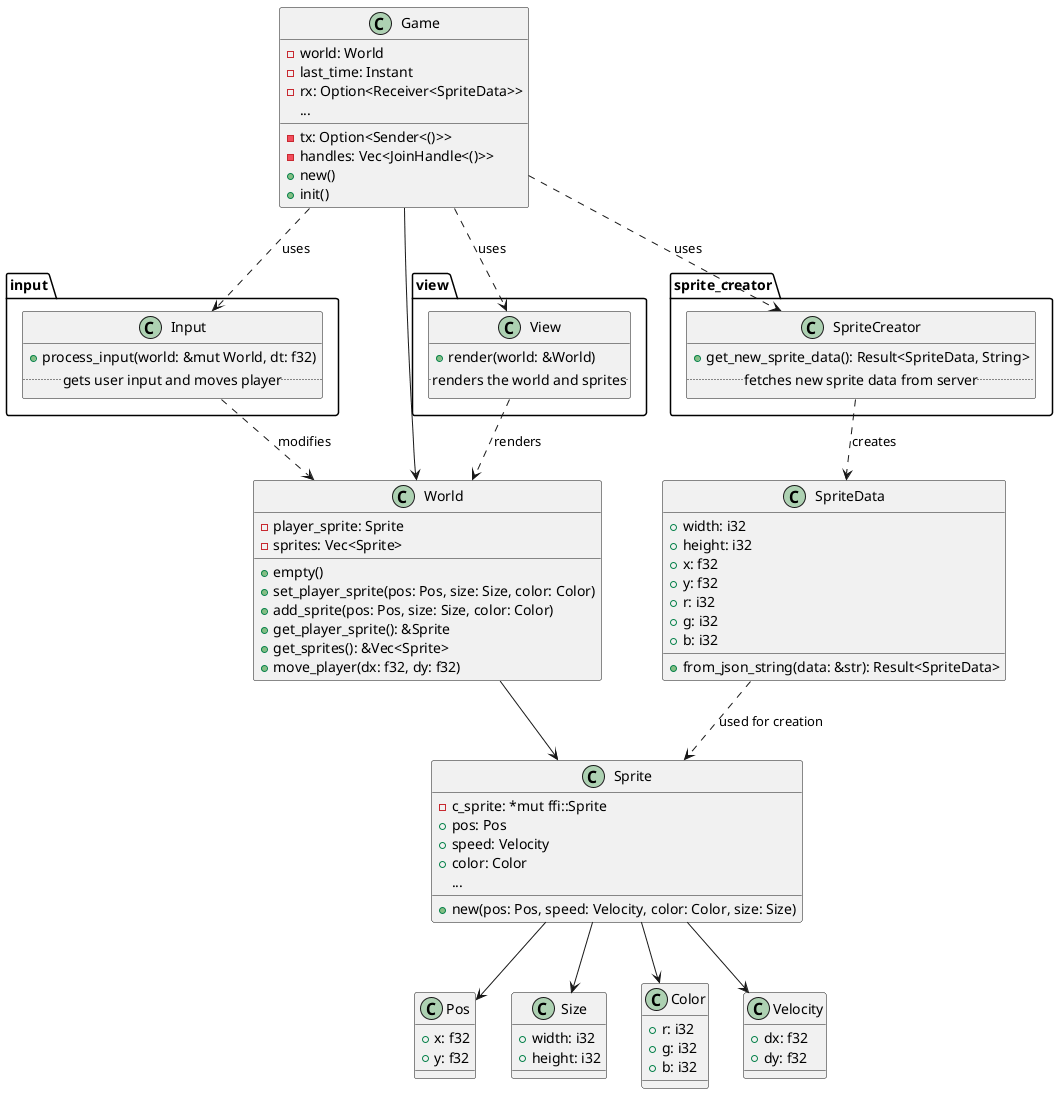 C Game
world: World
last_time: Instant
rx: Option<Receiver<SpriteData>>
...
tx: Option<Sender<()>>
handles: Vec<JoinHandle<()>>
new()
init()
uses
uses
uses
input
C Input
process_input(world: &mut World, dt: f32)
gets user input and moves player
view
C View
render(world: &World)
renders the world and sprites
sprite_creator
C SpriteCreator
get_new_sprite_data(): Result<SpriteData, String>
fetches new sprite data from server
modifies
renders
creates
C World
player_sprite: Sprite
sprites: Vec<Sprite>
empty()
set_player_sprite(pos: Pos, size: Size, color: Color)
add_sprite(pos: Pos, size: Size, color: Color)
get_player_sprite(): &Sprite
get_sprites(): &Vec<Sprite>
move_player(dx: f32, dy: f32)
C SpriteData
width: i32
height: i32
x: f32
y: f32
r: i32
g: i32
b: i32
from_json_string(data: &str): Result<SpriteData>
used for creation
C Sprite
c_sprite: *mut ffi::Sprite
pos: Pos
speed: Velocity
color: Color
...
new(pos: Pos, speed: Velocity, color: Color, size: Size)
C Pos
x: f32
y: f32
C Size
width: i32
height: i32
C Color
r: i32
g: i32
b: i32
C Velocity
dx: f32
dy: f32